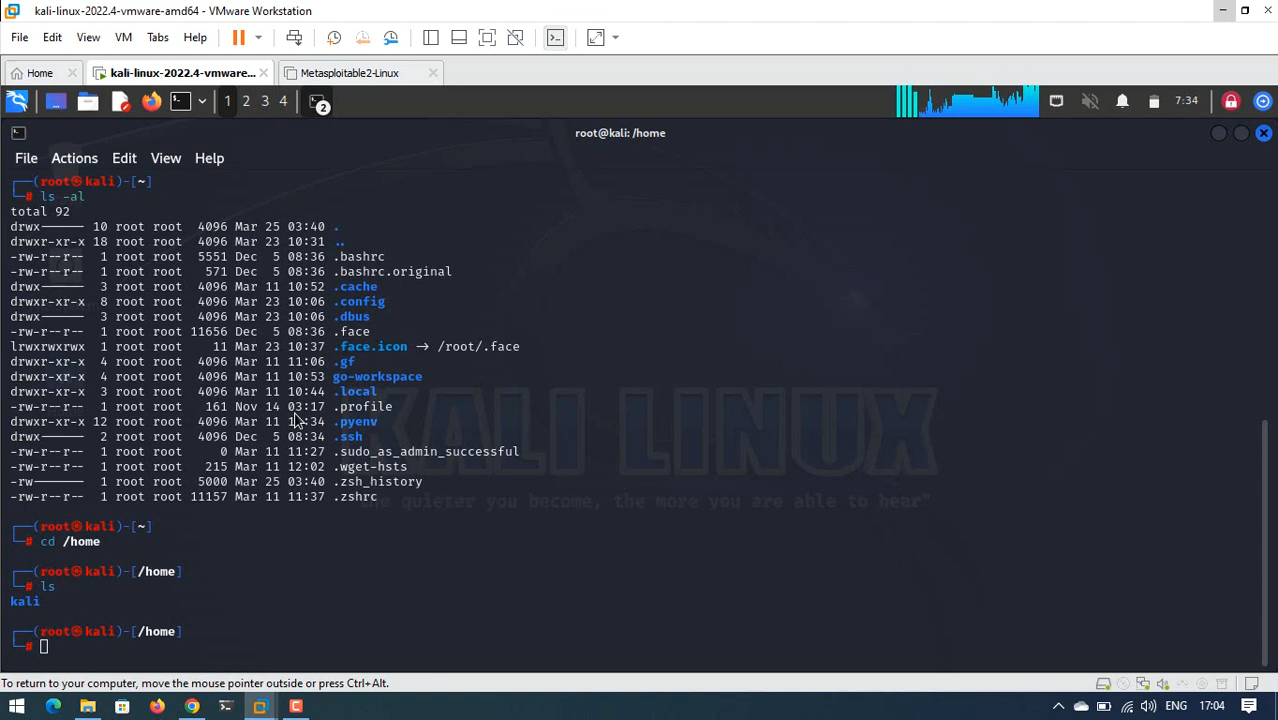 kali-linux-2022.4-vmware-amd64 - VMware Workstation
File Edit View VM Tabs Help
Home kali-linux-2022.4-vmware... Metasploitable2-Linux
1 2 3 4 2 7:34
root@kali: /home
File Actions Edit View Help
┌──(root㉿kali)-[~]
└─# ls -al
total 92
drwx------ 10 root root 4096 Mar 25 03:40 .
drwxr-xr-x 18 root root 4096 Mar 23 10:31 ..
-rw-r--r-- 1 root root 5551 Dec 5 08:36 .bashrc
-rw-r--r-- 1 root root 571 Dec 5 08:36 .bashrc.original
drwx------ 3 root root 4096 Mar 11 10:52 .cache
drwxr-xr-x 8 root root 4096 Mar 23 10:06 .config
drwx------ 3 root root 4096 Mar 23 10:06 .dbus
-rw-r--r-- 1 root root 11656 Dec 5 08:36 .face
lrwxrwxrwx 1 root root 11 Mar 23 10:37 .face.icon → /root/.face
drwxr-xr-x 4 root root 4096 Mar 11 11:06 .gf
drwxr-xr-x 4 root root 4096 Mar 11 10:53 go-workspace
drwxr-xr-x 3 root root 4096 Mar 11 10:44 .local
-rw-r--r-- 1 root root 161 Nov 14 03:17 .profile
drwxr-xr-x 12 root root 4096 Mar 11 :34 .pyenv
drwx------ 2 root root 4096 Dec 5 08:34 .ssh
-rw-r--r-- 1 root root 0 Mar 11 11:27 .sudo_as_admin_successful
-rw-r--r-- 1 root root 215 Mar 11 12:02 .wget-hsts
-rw------- 1 root root 5000 Mar 25 03:40 .zsh_history
-rw-r--r-- 1 root root 11157 Mar 11 11:37 .zshrc
KALI LINUX
the quieter you become, the more you are able to hear"
┌──(root㉿kali)-[~]
└─# cd /home
┌──(root㉿kali)-[/home]
└─# ls
kali
┌──(root㉿kali)-[/home]
└─#
To return to your computer, move the mouse pointer outside or press Ctrl+Alt.
ENG 17:04